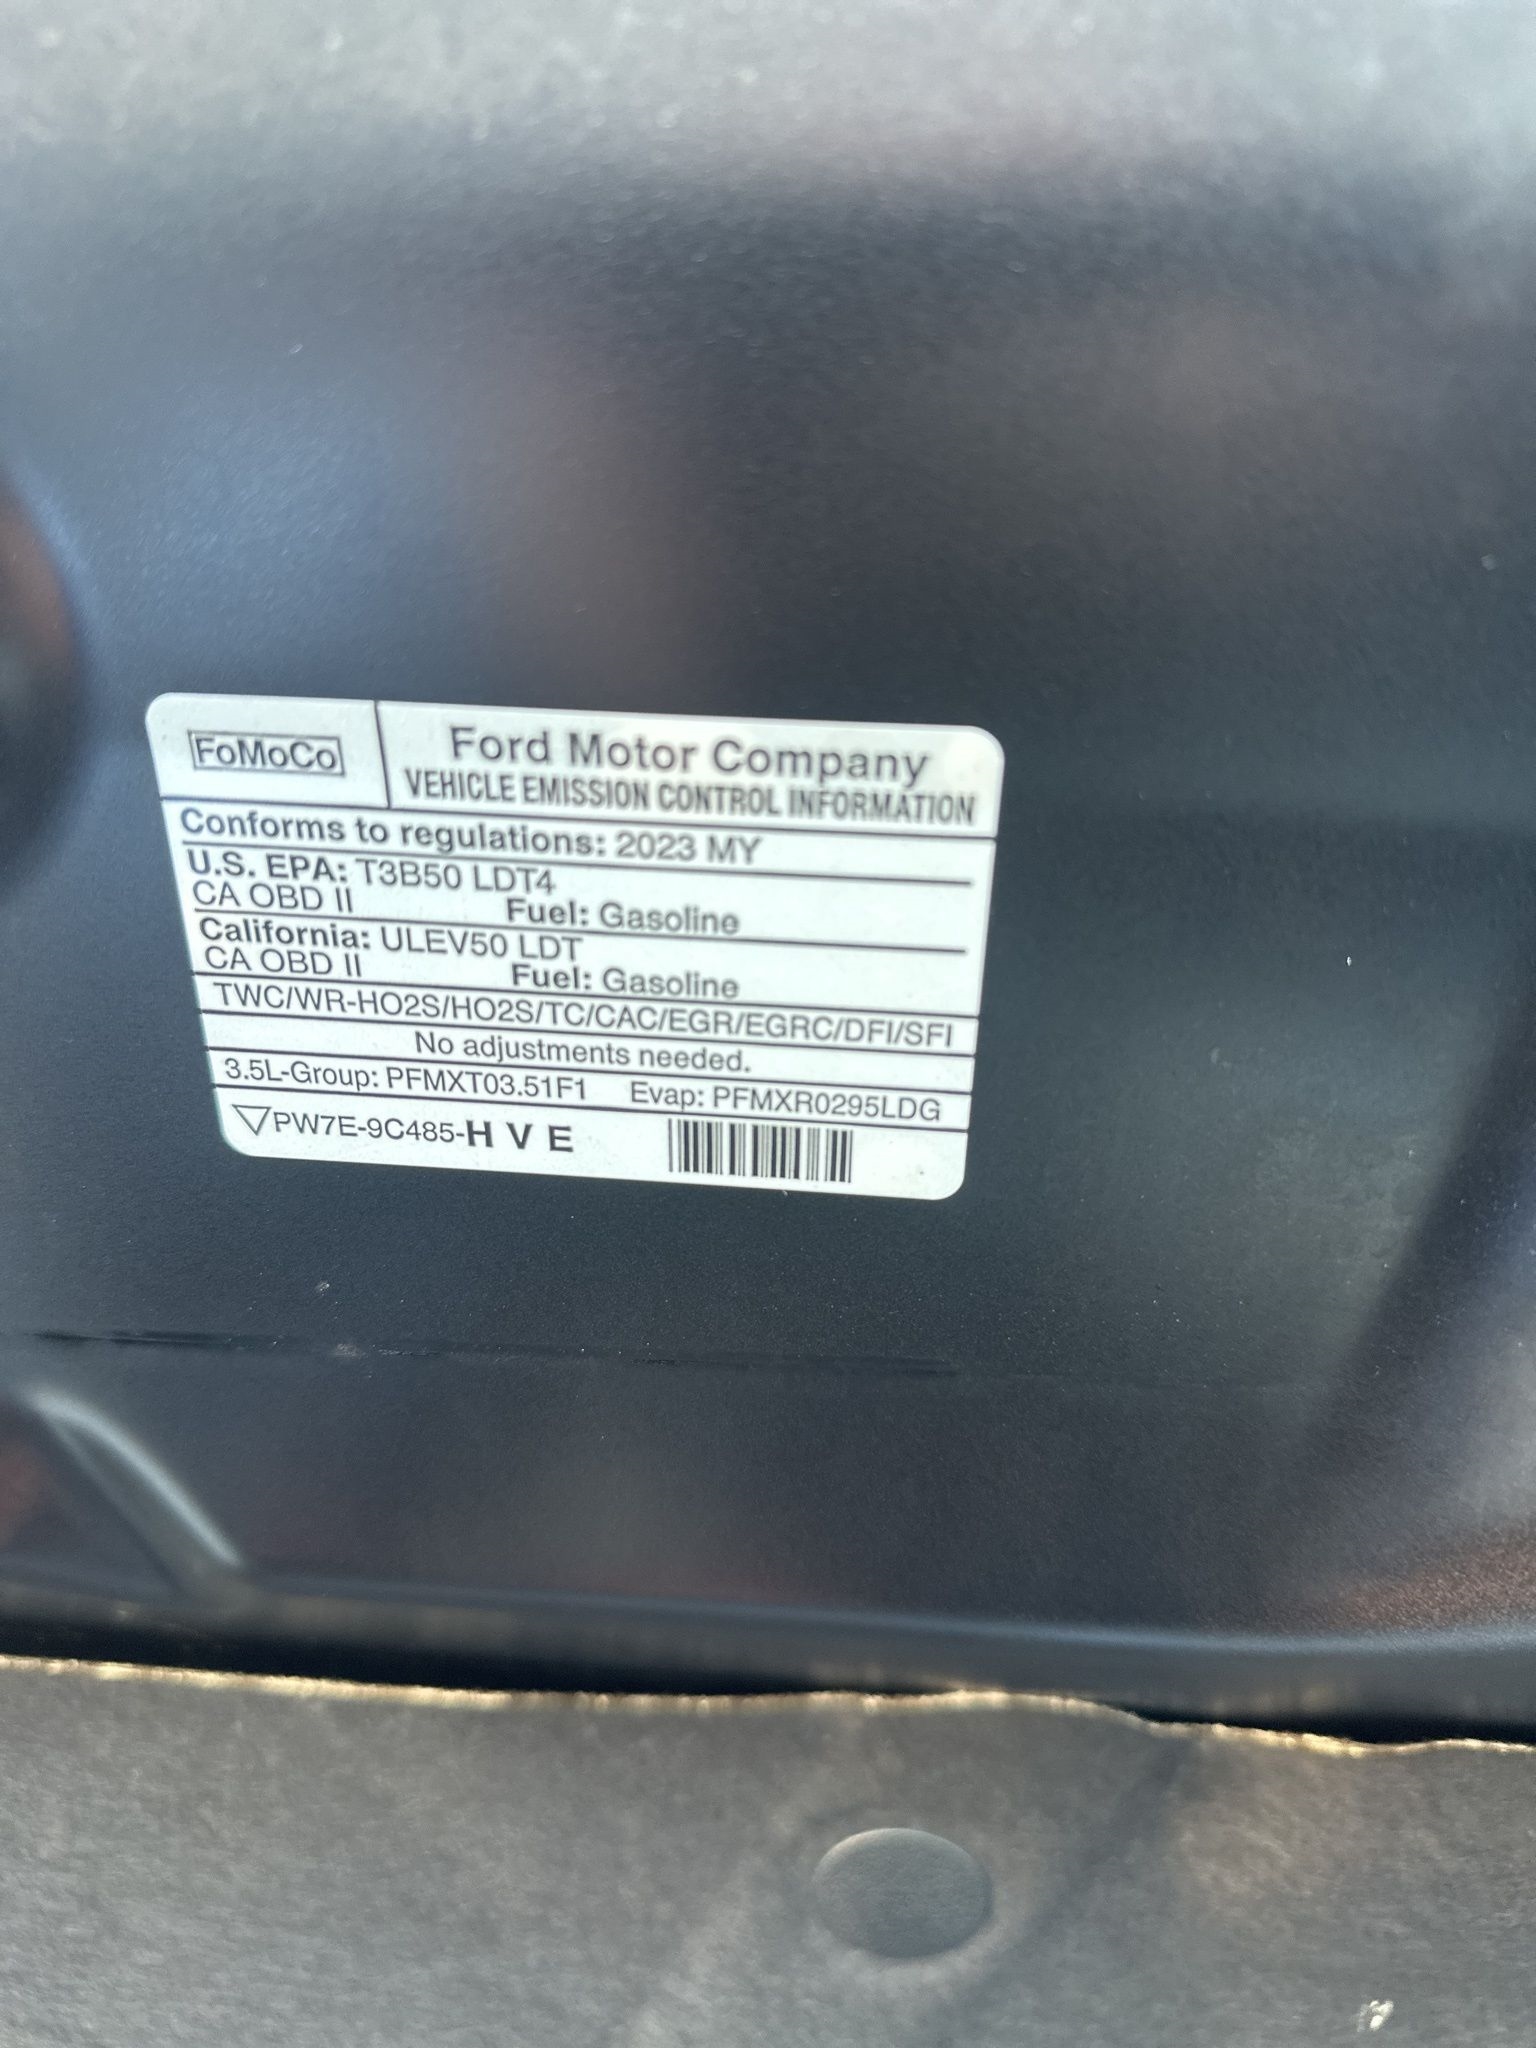 FoMoCo
Ford Motor Company
VEHICLE EMISSION CONTROL INFORMATION
Conforms to regulations: 2023 MY
U.S. EPA: T3B50 LDT4
CA OBD II Fuel: Gasoline
California: ULEV50 LDT
CA OBD II Fuel: Gasoline
TWC/WR-HO2S/HO2S/TC/CAC/EGR/EGRC/DFI/SFI
No adjustments needed.
3.5L-Group: PFMXT03.51F1 Evap: PFMXR0295LDG
PW7E-9C485-H V E